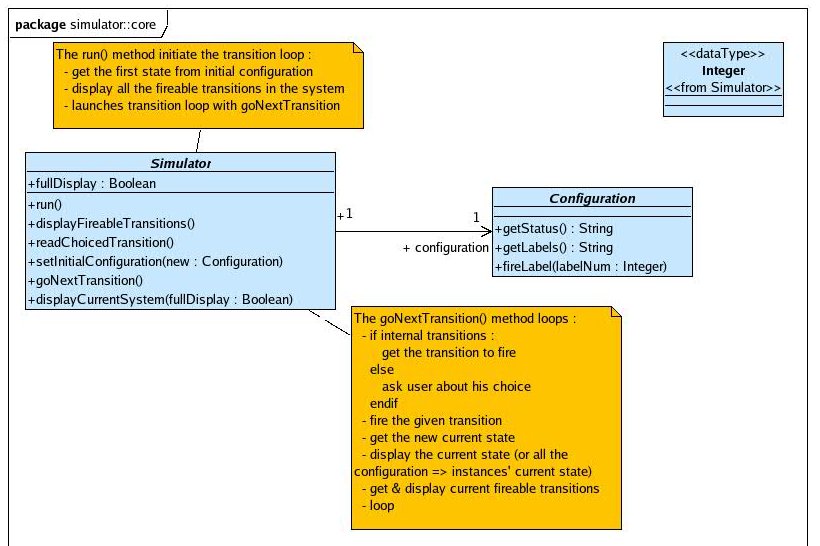 package simulator::core
The run() method initiate the transition loop :
- get the first state from initial configuration
- display all the fireable transitions in the system
- launches transition loop with goNextTransition
<<dataType>>
Integer
<<from Simulator>>
Simulator
+fullDisplay : Boolean
+run()
+displayFireableTransitions()
+readChoicedTransition()
+setInitialConfiguration(new : Configuration)
+goNextTransition()
+displayCurrentSystem(fullDisplay : Boolean)
+1
1
+ configuration
Configuration
+getStatus() : String
+getLabels() : String
+fireLabel(labelNum : Integer)
The goNextTransition() method loops :
- if internal transitions :
get the transition to fire
else
ask user about his choice
endif
- fire the given transition
- get the new current state
- display the current state (or all the
configuration => instances' current state)
- get & display current fireable transitions
- loop